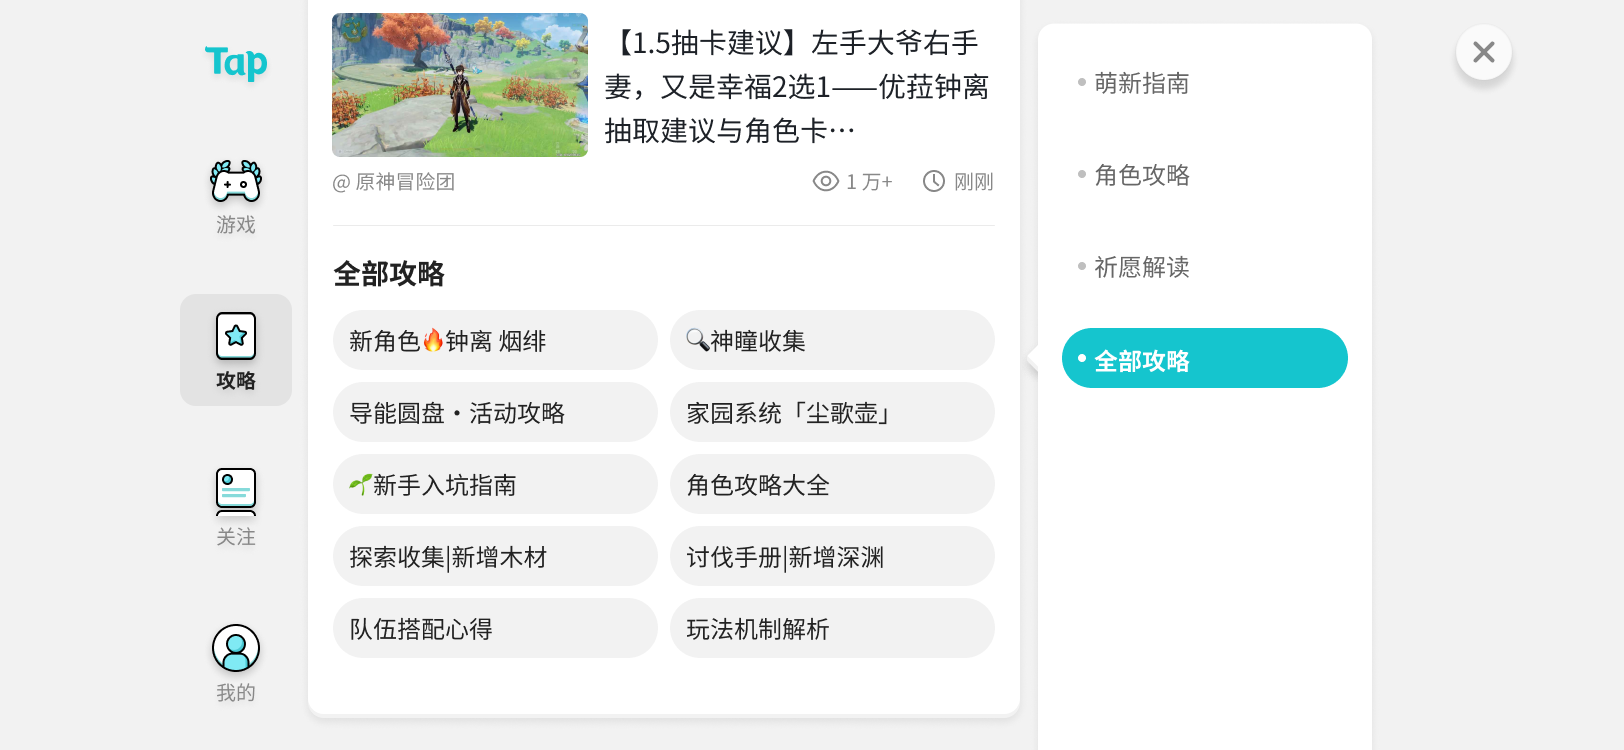 Tap
游戏
攻略
关注
我的
【1.5抽卡建议】左手大爷右手
妻，又是幸福2选1——优菈钟离
抽取建议与角色卡…
@ 原神冒险团
1 万+
刚刚
全部攻略
新角色🔥钟离 烟绯
🔍神瞳收集
导能圆盘・活动攻略
家园系统「尘歌壶」
🌱新手入坑指南
角色攻略大全
探索收集|新增木材
讨伐手册|新增深渊
队伍搭配心得
玩法机制解析
萌新指南
角色攻略
祈愿解读
全部攻略